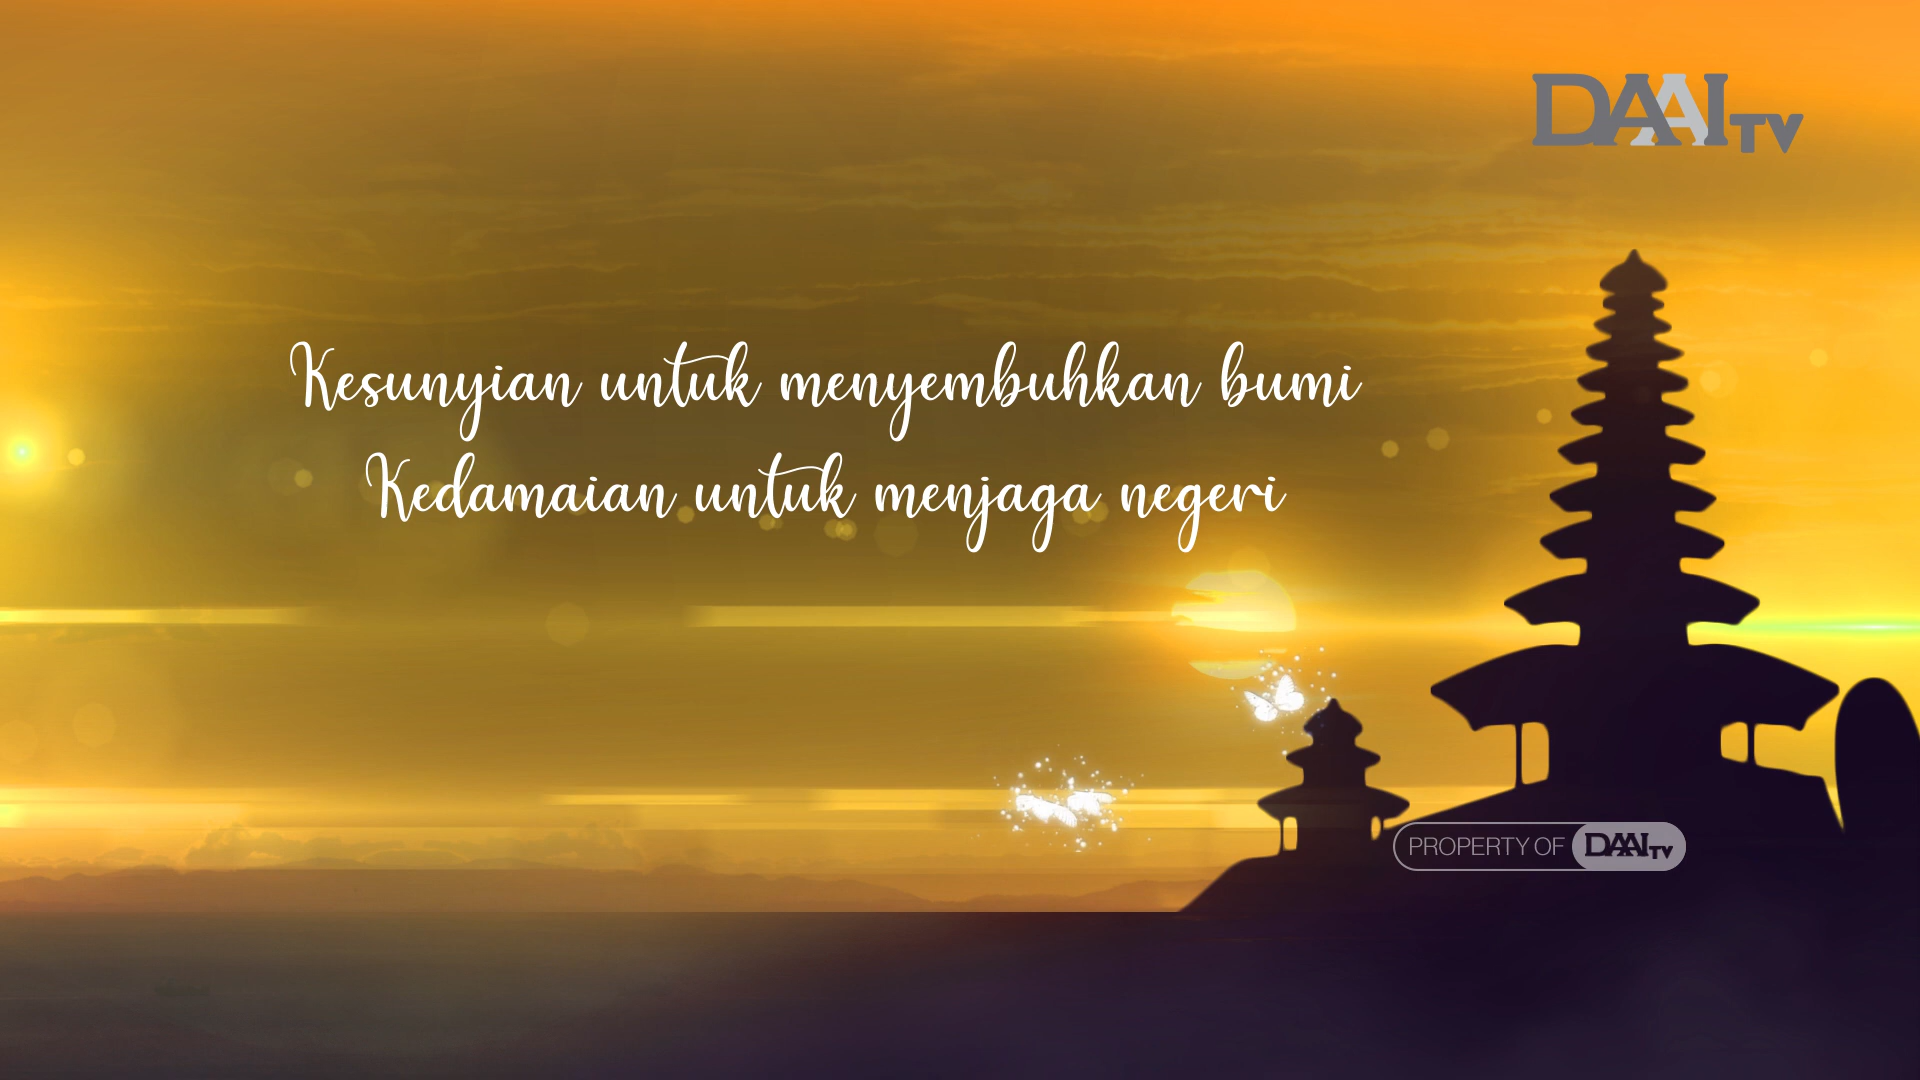 DAAI TV
Kesunyian untuk menyembuhkan bumi
Kedamaian untuk menjaga negeri
PROPERTY OF DAAI TV